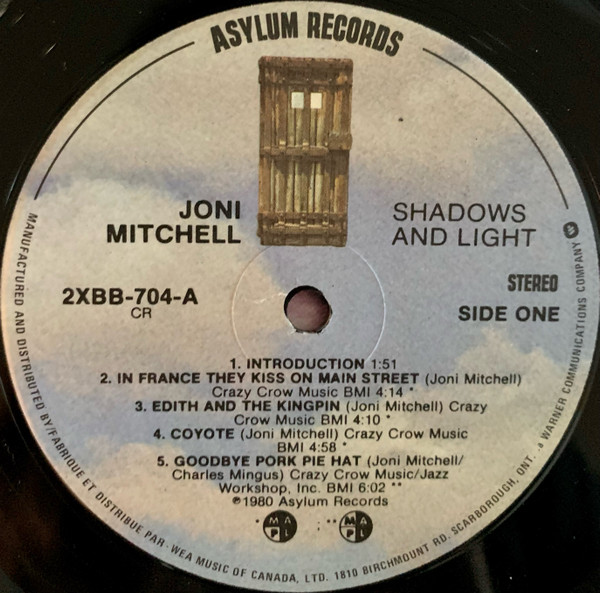 ASYLUM RECORDS
JONI
MITCHELL
SHADOWS
AND LIGHT
2XBB-704-A
CR
STEREO
SIDE ONE
1. INTRODUCTION 1:51
2. IN FRANCE THEY KISS ON MAIN STREET (Joni Mitchell)
Crazy Crow Music BMI 4:14 *
3. EDITH AND THE KINGPIN (Joni Mitchell) Crazy
Crow Music BMI 4:10 *
4. COYOTE (Joni Mitchell) Crazy Crow Music
BMI 4:58 *
5. GOODBYE PORK PIE HAT (Joni Mitchell/
Charles Mingus) Crazy Crow Music/Jazz
Workshop, Inc. BMI 6:02 **
℗1980 Asylum Records
* M A P L : ** M A P L
MANUFACTURED AND DISTRIBUTED BY/FABRIQUE ET DISTRIBUE PAR - WEA MUSIC OF CANADA, LTD. 1810 BIRCHMOUNT RD. SCARBOROUGH, ONT. • A WARNER COMMUNICATIONS COMPANY